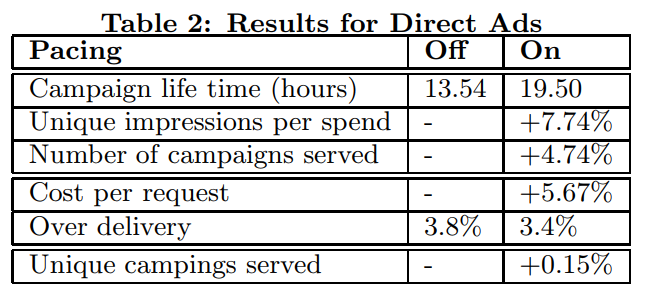 Table 2: Results for Direct Ads
Pacing Off On
Campaign life time (hours) 13.54 19.50
Unique impressions per spend - +7.74%
Number of campaigns served - +4.74%
Cost per request - +5.67%
Over delivery 3.8% 3.4%
Unique campings served - +0.15%